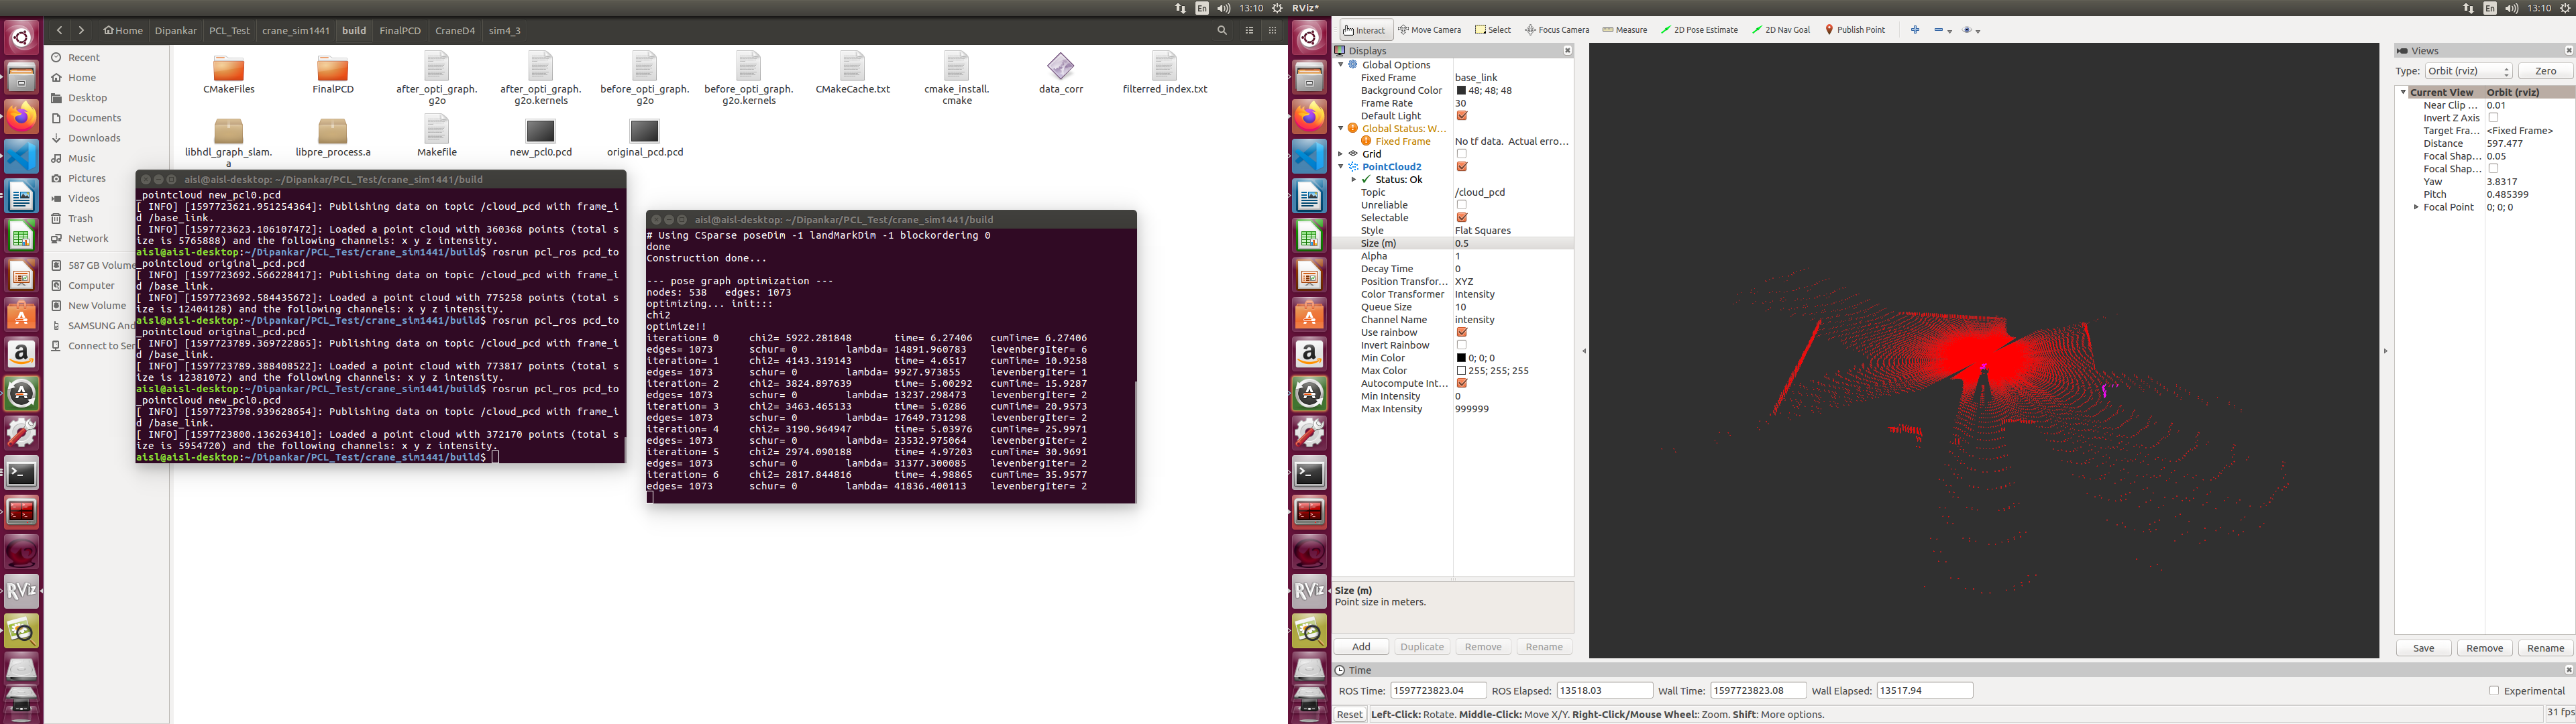 En 13:10 RViz* En 13:10
Home Dipankar PCL_Test crane_sim1441 build FinalPCD CraneD4 sim4_3
Recent
Home
Desktop
Documents
Downloads
Music
Pictures
Videos
Trash
Network
587 GB Volume
Computer
New Volume
SAMSUNG And
Connect to Ser
CMakeFiles
FinalPCD
after_opti_graph.
g2o
after_opti_graph.
g2o.kernels
before_opti_graph.
g2o
before_opti_graph.
g2o.kernels
CMakeCache.txt
cmake_install.
cmake
data_corr
filterred_index.txt
libhdl_graph_slam.
a
libpre_process.a
Makefile
new_pcl0.pcd
original_pcd.pcd
aisl@aisl-desktop: ~/Dipankar/PCL_Test/crane_sim1441/build
_pointcloud new_pcl0.pcd
[ INFO] [1597723621.951254364]: Publishing data on topic /cloud_pcd with frame_i
d /base_link.
[ INFO] [1597723623.106107472]: Loaded a point cloud with 360368 points (total s
ize is 5765888) and the following channels: x y z intensity.
aisl@aisl-desktop:~/Dipankar/PCL_Test/crane_sim1441/build$ rosrun pcl_ros pcd_to
_pointcloud original_pcd.pcd
[ INFO] [1597723692.566228417]: Publishing data on topic /cloud_pcd with frame_i
d /base_link.
[ INFO] [1597723692.584435672]: Loaded a point cloud with 775258 points (total s
ize is 12404128) and the following channels: x y z intensity.
aisl@aisl-desktop:~/Dipankar/PCL_Test/crane_sim1441/build$ rosrun pcl_ros pcd_to
_pointcloud original_pcd.pcd
[ INFO] [1597723789.369722865]: Publishing data on topic /cloud_pcd with frame_i
d /base_link.
[ INFO] [1597723789.388408522]: Loaded a point cloud with 773817 points (total s
ize is 12381072) and the following channels: x y z intensity.
aisl@aisl-desktop:~/Dipankar/PCL_Test/crane_sim1441/build$ rosrun pcl_ros pcd_to
_pointcloud new_pcl0.pcd
[ INFO] [1597723798.939628654]: Publishing data on topic /cloud_pcd with frame_i
d /base_link.
[ INFO] [1597723800.136263410]: Loaded a point cloud with 372170 points (total s
ize is 5954720) and the following channels: x y z intensity.
aisl@aisl-desktop:~/Dipankar/PCL_Test/crane_sim1441/build$
aisl@aisl-desktop: ~/Dipankar/PCL_Test/crane_sim1441/build
# Using CSparse poseDim -1 landMarkDim -1 blockordering 0
done
Construction done...
--- pose graph optimization ---
nodes: 538 edges: 1073
optimizing... init:::
chi2
optimize!!
iteration= 0 chi2= 5922.281848 time= 6.27406 cumTime= 6.27406
edges= 1073 schur= 0 lambda= 14891.960783 levenbergIter= 6
iteration= 1 chi2= 4143.319143 time= 4.6517 cumTime= 10.9258
edges= 1073 schur= 0 lambda= 9927.973855 levenbergIter= 1
iteration= 2 chi2= 3824.897639 time= 5.00292 cumTime= 15.9287
edges= 1073 schur= 0 lambda= 13237.298473 levenbergIter= 2
iteration= 3 chi2= 3463.465133 time= 5.0286 cumTime= 20.9573
edges= 1073 schur= 0 lambda= 17649.731298 levenbergIter= 2
iteration= 4 chi2= 3190.964947 time= 5.03976 cumTime= 25.9971
edges= 1073 schur= 0 lambda= 23532.975064 levenbergIter= 2
iteration= 5 chi2= 2974.090188 time= 4.97203 cumTime= 30.9691
edges= 1073 schur= 0 lambda= 31377.300085 levenbergIter= 2
iteration= 6 chi2= 2817.844816 time= 4.98865 cumTime= 35.9577
edges= 1073 schur= 0 lambda= 41836.400113 levenbergIter= 2
Interact Move Camera Select Focus Camera Measure 2D Pose Estimate 2D Nav Goal Publish Point
Displays
Global Options
Fixed Frame base_link
Background Color 48; 48; 48
Frame Rate 30
Default Light
Global Status: W...
Fixed Frame No tf data. Actual erro...
Grid
PointCloud2
Status: Ok
Topic /cloud_pcd
Unreliable
Selectable
Style Flat Squares
Size (m) 0.5
Alpha 1
Decay Time 0
Position Transfor... XYZ
Color Transformer Intensity
Queue Size 10
Channel Name intensity
Use rainbow
Invert Rainbow
Min Color 0; 0; 0
Max Color 255; 255; 255
Autocompute Int...
Min Intensity 0
Max Intensity 999999
Size (m)
Point size in meters.
Add Duplicate Remove Rename
Views
Type: Orbit (rviz) Zero
Current View Orbit (rviz)
Near Clip ... 0.01
Invert Z Axis
Target Fra... <Fixed Frame>
Distance 597.477
Focal Shap... 0.05
Focal Shap...
Yaw 3.8317
Pitch 0.485399
Focal Point 0; 0; 0
Save Remove Rename
Time
ROS Time: 1597723823.04 ROS Elapsed: 13518.03 Wall Time: 1597723823.08 Wall Elapsed: 13517.94 Experimental
Reset Left-Click: Rotate. Middle-Click: Move X/Y. Right-Click/Mouse Wheel:: Zoom. Shift: More options. 31 fps
RViz
RViz